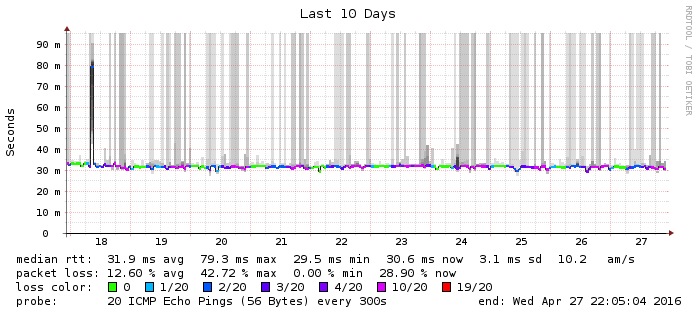 Last 10 Days
RRDTOOL / TOBI OETIKER
Seconds
90 m
80 m
70 m
60 m
50 m
40 m
30 m
20 m
10 m
0
18 19 20 21 22 23 24 25 26 27
median rtt: 31.9 ms avg 79.3 ms max 29.5 ms min 30.6 ms now 3.1 ms sd 10.2 am/s
packet loss: 12.60 % avg 42.72 % max 0.00 % min 28.90 % now
loss color: 0 1/20 2/20 3/20 4/20 10/20 19/20
probe: 20 ICMP Echo Pings (56 Bytes) every 300s end: Wed Apr 27 22:05:04 2016